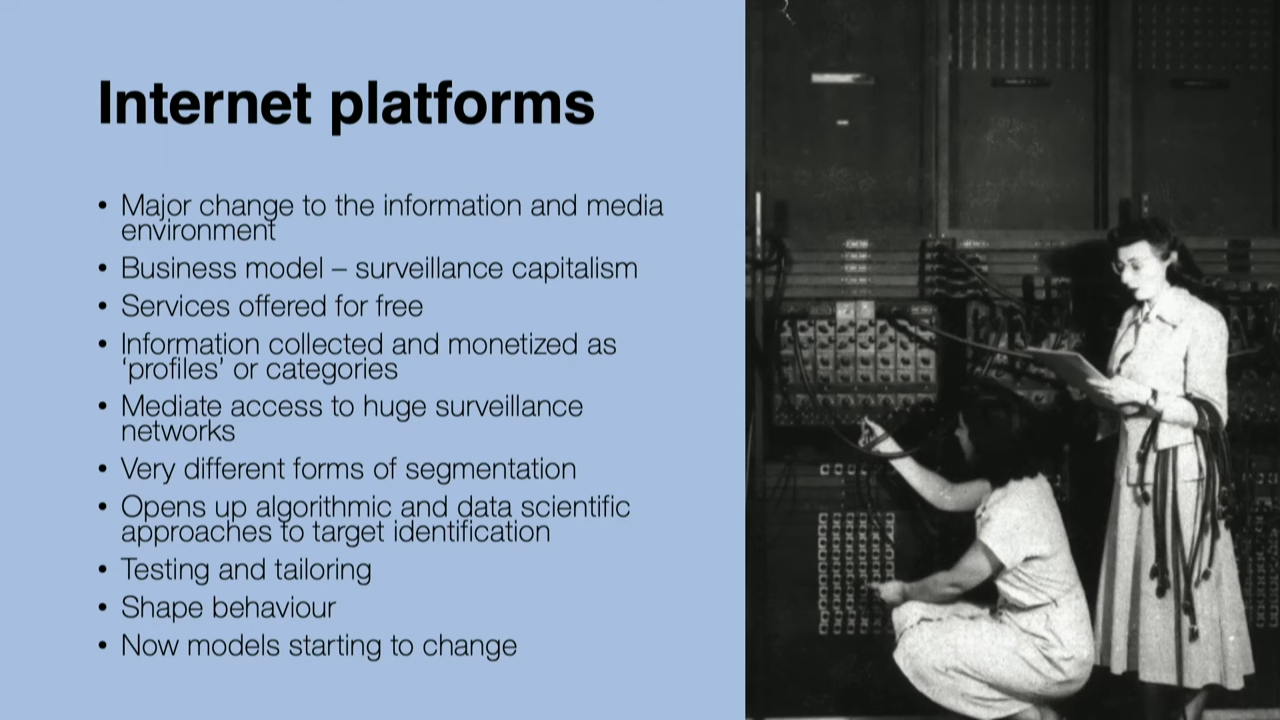 Internet platforms
• Major change to the information and media
environment
• Business model – surveillance capitalism
• Services offered for free
• Information collected and monetized as
‘profiles’ or categories
• Mediate access to huge surveillance
networks
• Very different forms of segmentation
• Opens up algorithmic and data scientific
approaches to target identification
• Testing and tailoring
• Shape behaviour
• Now models starting to change